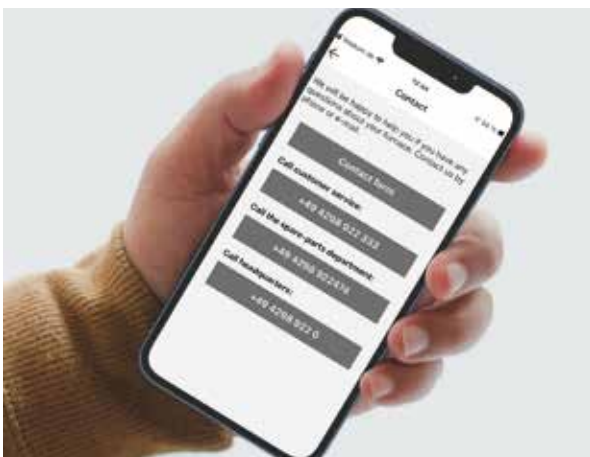 Contact
We will be happy to help you if you have any
questions about your furnace. Contact us by
phone or e-mail.
Contact form
Call customer service:
+49 4298 922 333
Call the spare-parts department:
+49 4298 922474
Call headquarters:
+49 4298 922 0